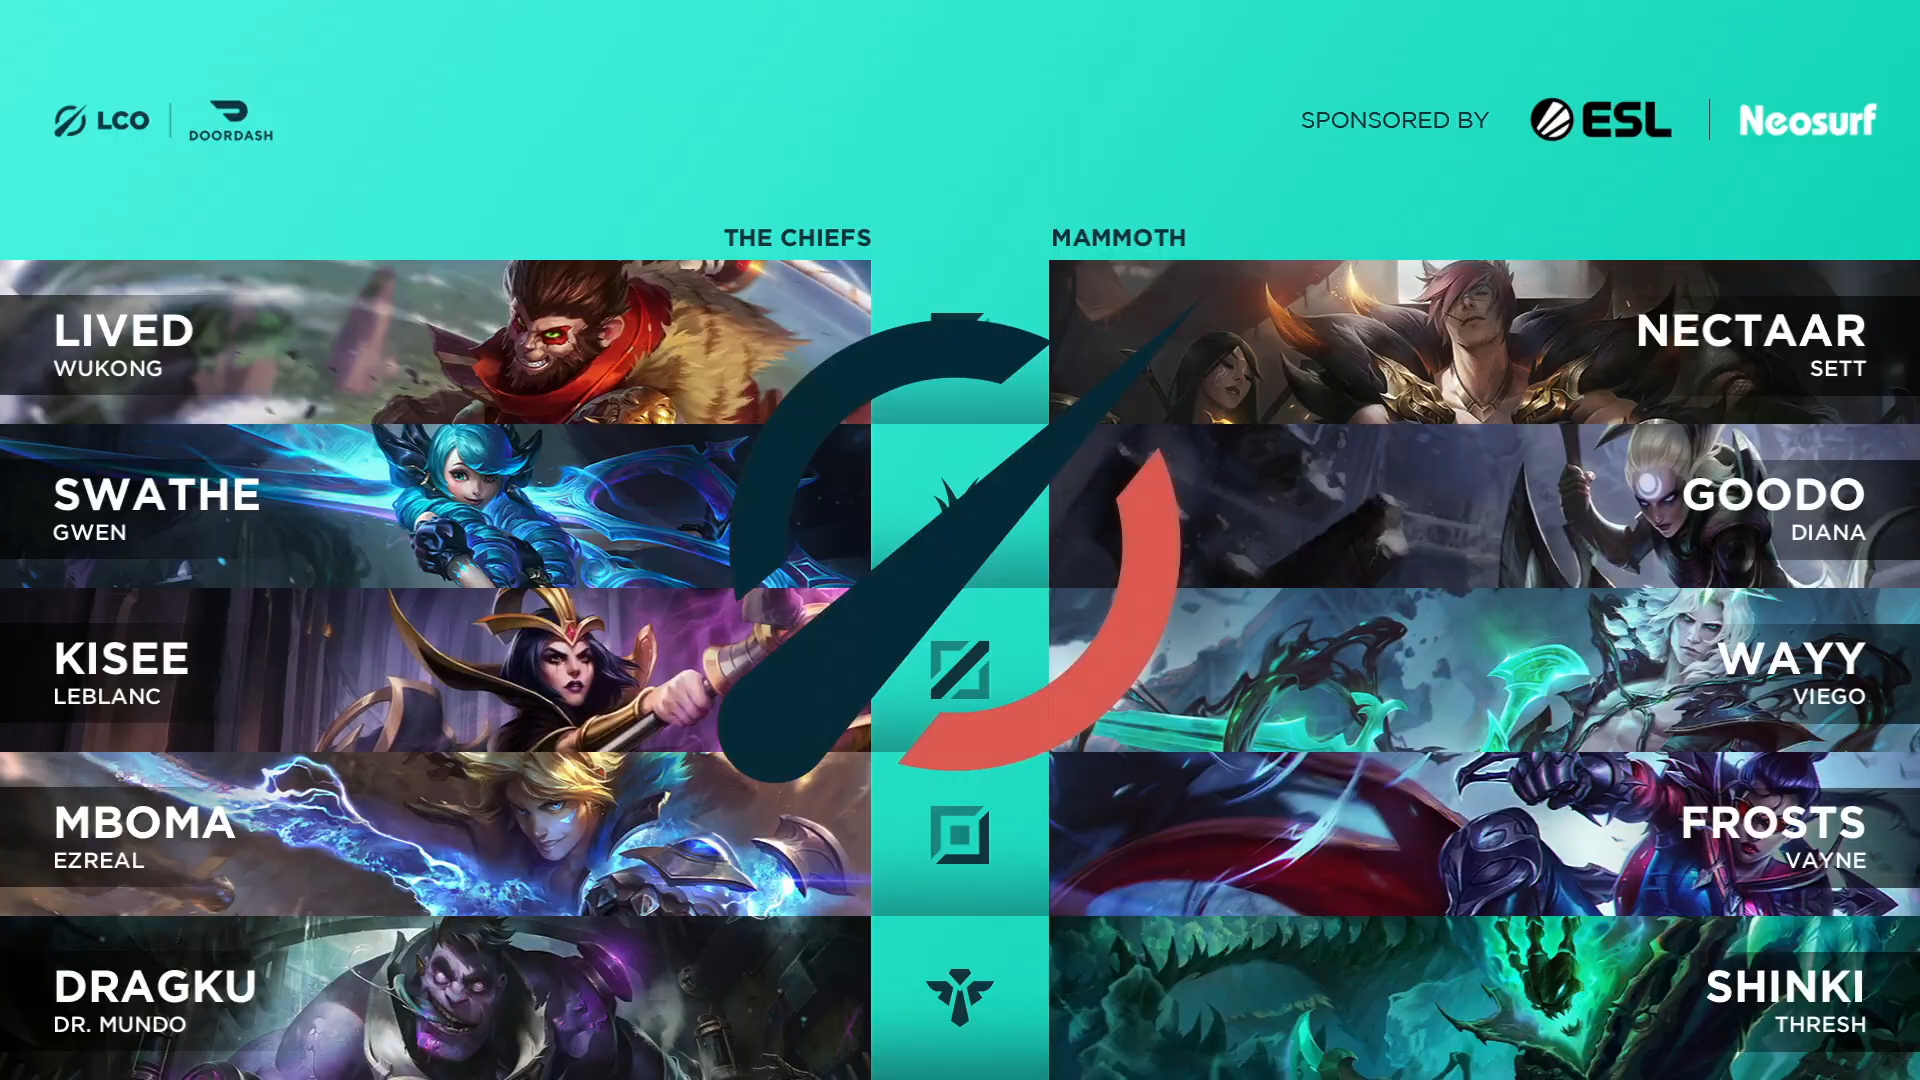 LCO
DOORDASH
SPONSORED BY
ESL
Neosurf
THE CHIEFS
MAMMOTH
LIVED
WUKONG
NECTAAR
SETT
SWATHE
GWEN
GOODO
DIANA
KISEE
LEBLANC
WAYY
VIEGO
MBOMA
EZREAL
FROSTS
VAYNE
DRAGKU
DR. MUNDO
SHINKI
THRESH